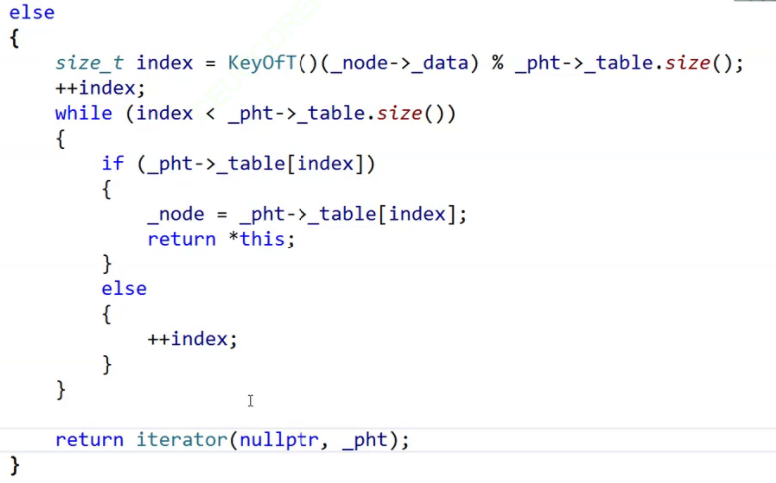 else
{
    size_t index = KeyOfT()(_node->_data) % _pht->_table.size();
    ++index;
    while (index < _pht->_table.size())
    {
        if (_pht->_table[index])
        {
            _node = _pht->_table[index];
            return *this;
        }
        else
        {
            ++index;
        }
    }

    return iterator(nullptr, _pht);
}